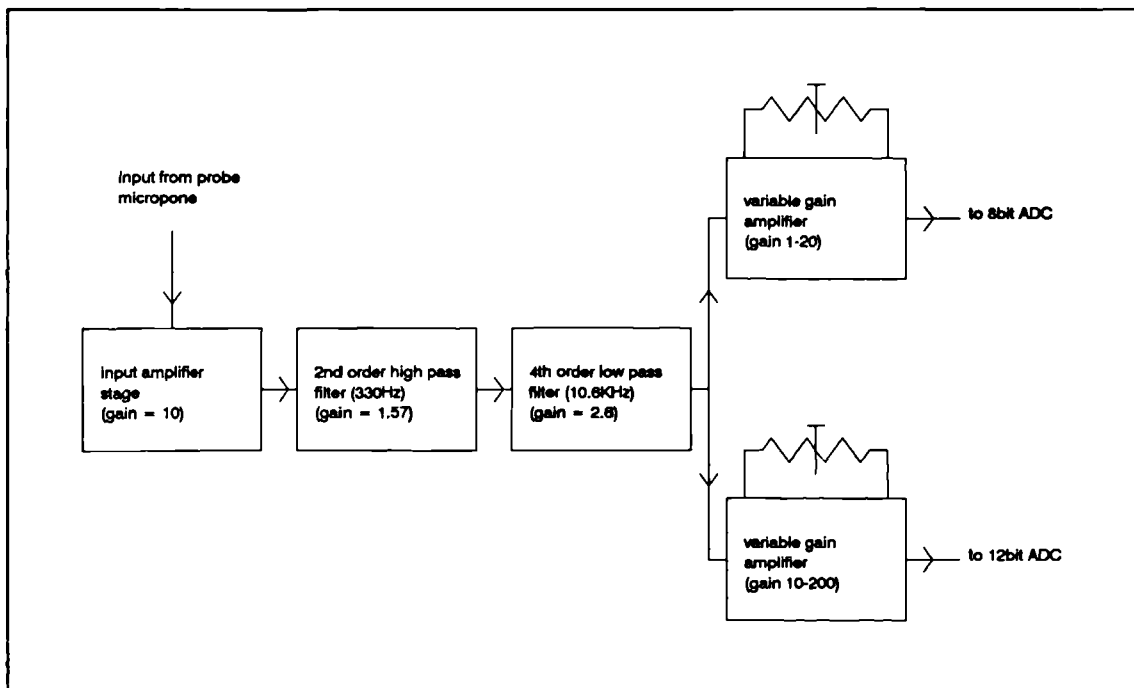 input from probe
micropone
input amplifier
stage
(gain = 10)
2nd order high pass
filter (330Hz)
(gain = 1.57)
4th order low pass
filter (10.6KHz)
(gain = 2.6)
variable gain
amplifier
(gain 1-20)
to 8bit ADC
variable gain
amplifier
(gain 10-200)
to 12bit ADC